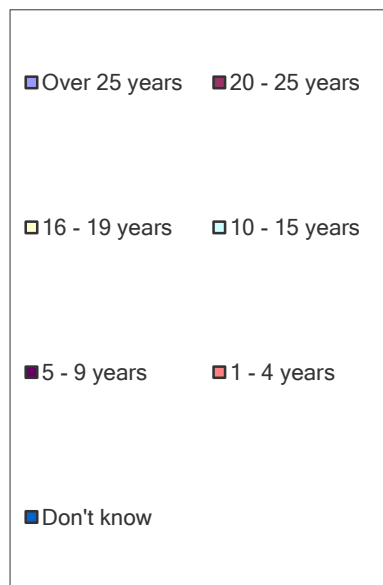 Over 25 years 20 - 25 years
16 - 19 years 10 - 15 years
5 - 9 years 1 - 4 years
Don't know